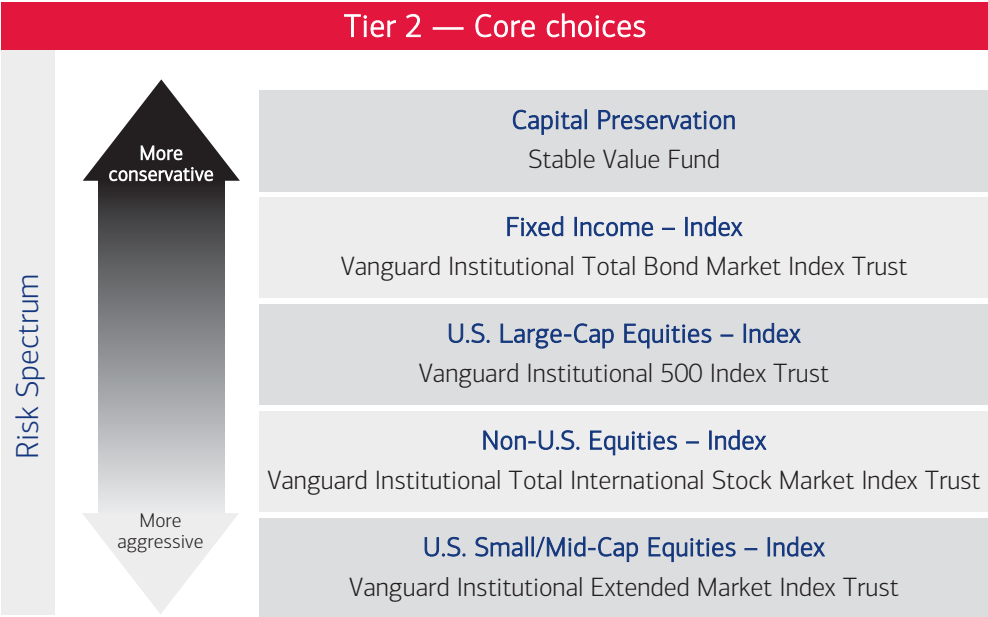 Tier 2 — Core choices
Risk Spectrum
More
conservative
More
aggressive
Capital Preservation
Stable Value Fund
Fixed Income – Index
Vanguard Institutional Total Bond Market Index Trust
U.S. Large-Cap Equities – Index
Vanguard Institutional 500 Index Trust
Non-U.S. Equities – Index
Vanguard Institutional Total International Stock Market Index Trust
U.S. Small/Mid-Cap Equities – Index
Vanguard Institutional Extended Market Index Trust